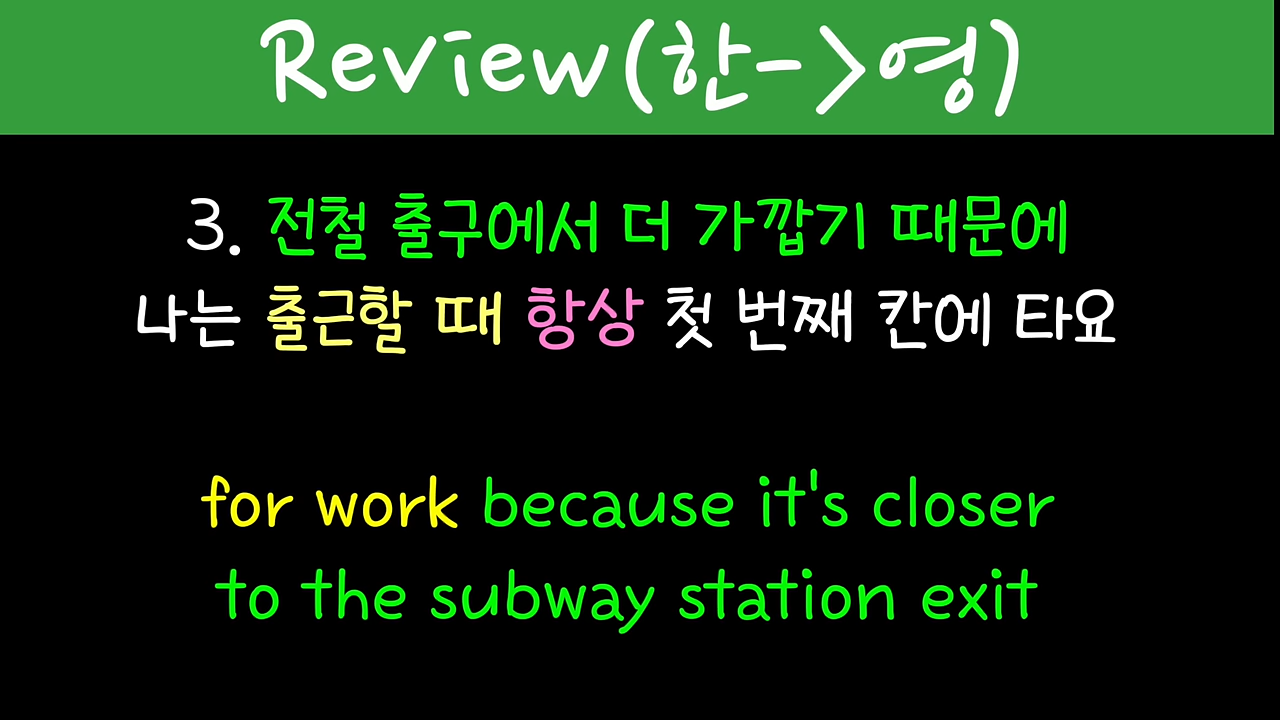 Review(한->영)
3. 전철 출구에서 더 가깝기 때문에
나는 출근할 때 항상 첫 번째 칸에 타요
for work because it's closer
to the subway station exit